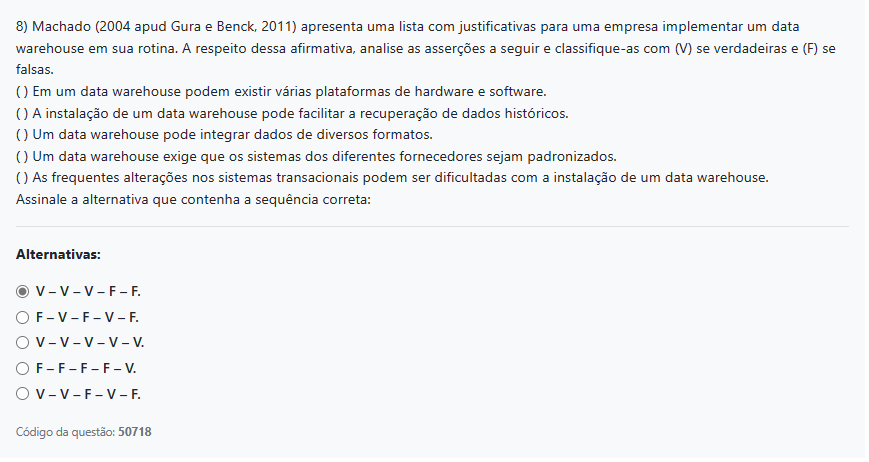 8) Machado (2004 apud Gura e Benck, 2011) apresenta uma lista com justificativas para uma empresa implementar um data
warehouse em sua rotina. A respeito dessa afirmativa, analise as asserções a seguir e classifique-as com (V) se verdadeiras e (F) se
falsas.
( ) Em um data warehouse podem existir várias plataformas de hardware e software.
( ) A instalação de um data warehouse pode facilitar a recuperação de dados históricos.
( ) Um data warehouse pode integrar dados de diversos formatos.
( ) Um data warehouse exige que os sistemas dos diferentes fornecedores sejam padronizados.
( ) As frequentes alterações nos sistemas transacionais podem ser dificultadas com a instalação de um data warehouse.
Assinale a alternativa que contenha a sequência correta:
Alternativas:
V – V – V – F – F.
F – V – F – V – F.
V – V – V – V – V.
F – F – F – F – V.
V – V – F – V – F.
Código da questão: 50718